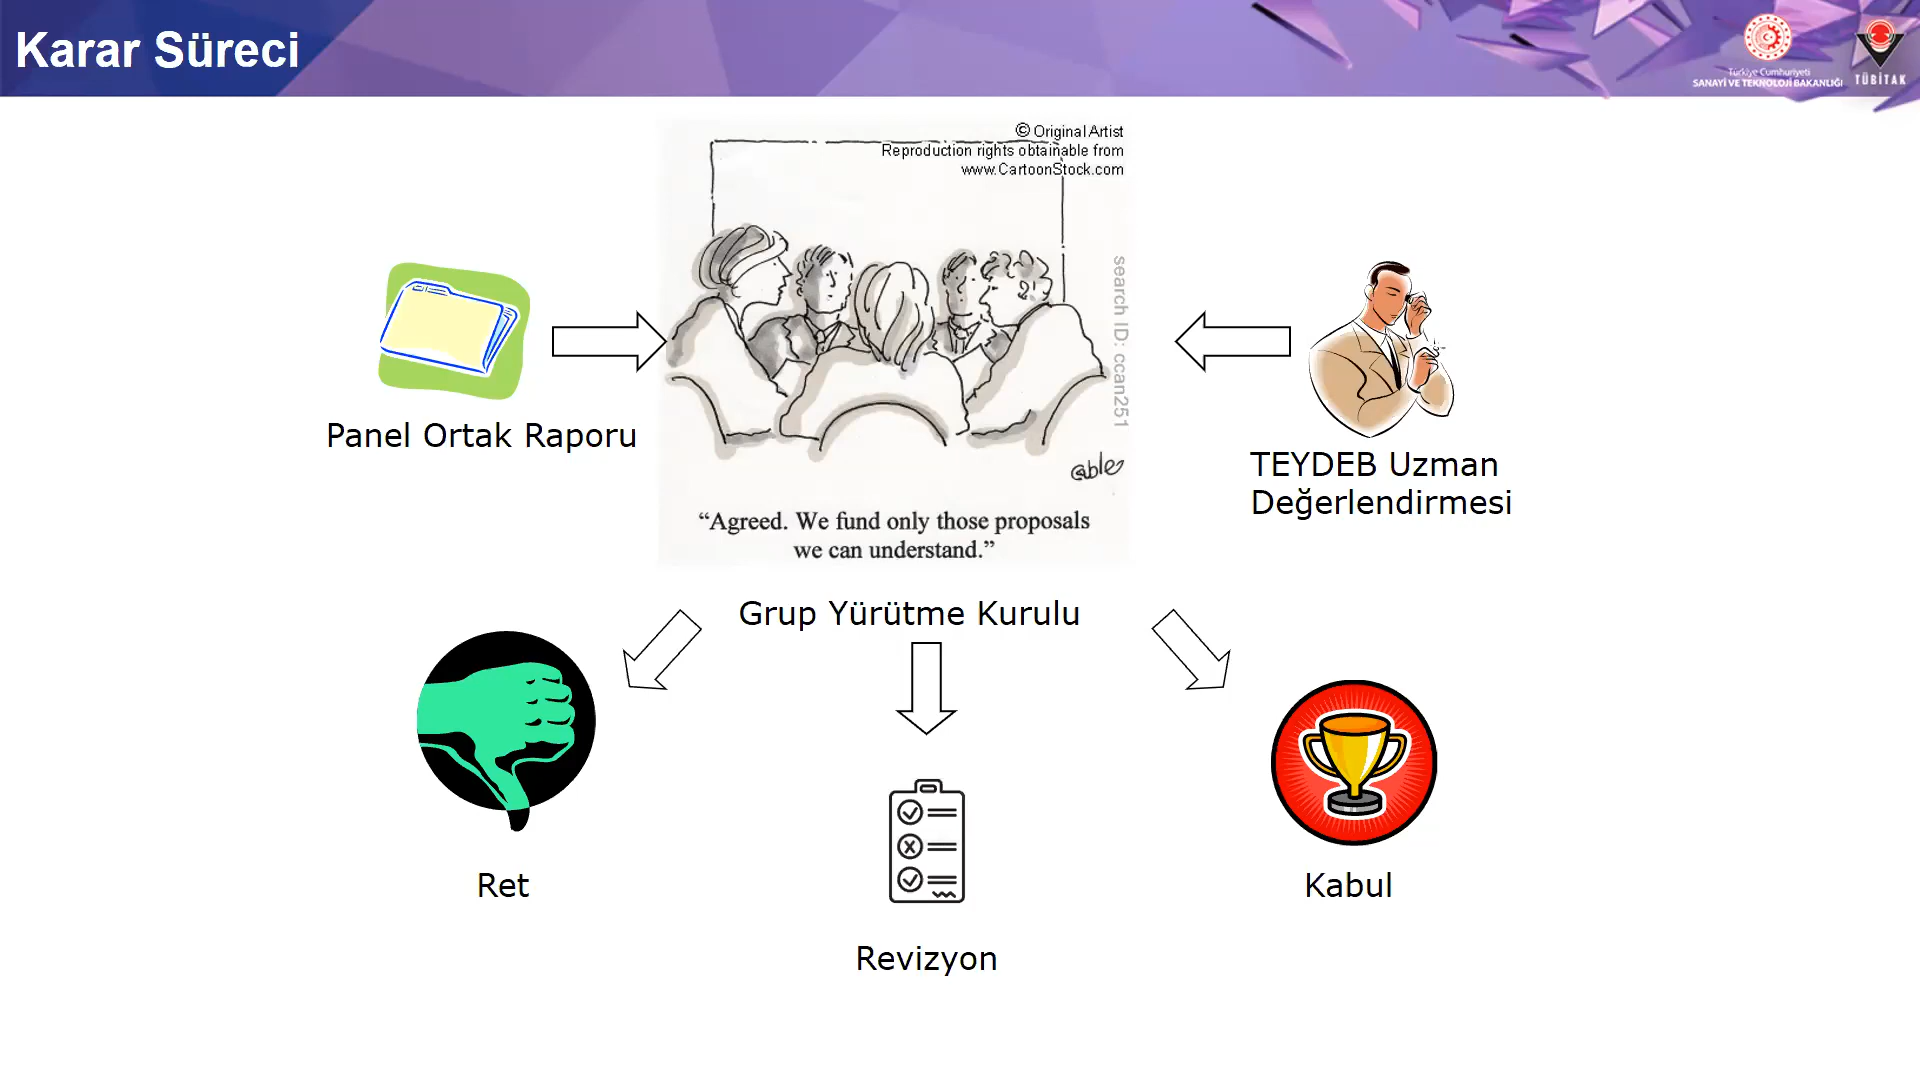 Karar Süreci
Türkiye Cumhuriyeti
SANAYİ VE TEKNOLOJİ BAKANLIĞI
TÜBİTAK
© Original Artist
Reproduction rights obtainable from
www.CartoonStock.com
search ID: ccan251
able
"Agreed. We fund only those proposals
we can understand."
Panel Ortak Raporu
TEYDEB Uzman
Değerlendirmesi
Grup Yürütme Kurulu
Ret
Kabul
Revizyon